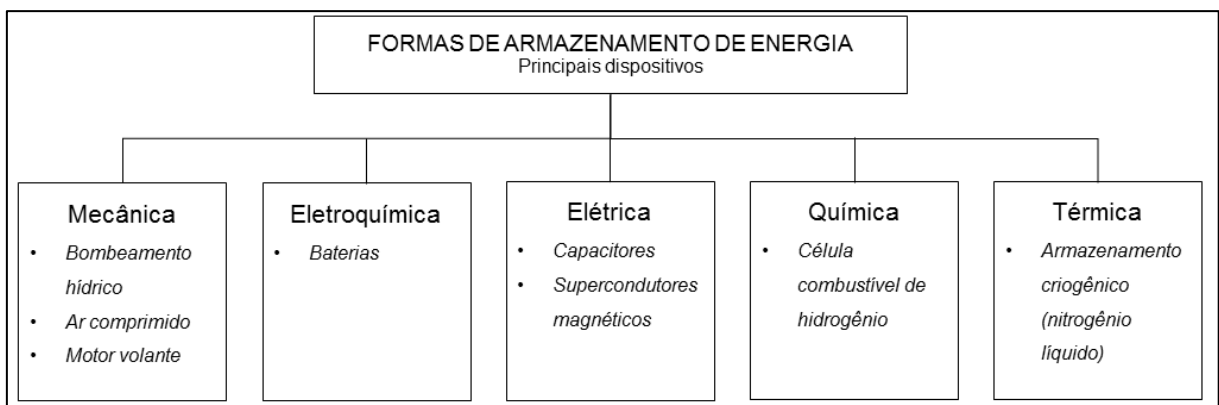 FORMAS DE ARMAZENAMENTO DE ENERGIA
Principais dispositivos
Mecânica
• Bombeamento
hídrico
• Ar comprimido
• Motor volante
Eletroquímica
• Baterias
Elétrica
• Capacitores
• Supercondutores
magnéticos
Química
• Célula
combustível de
hidrogênio
Térmica
• Armazenamento
criogênico
(nitrogênio
líquido)